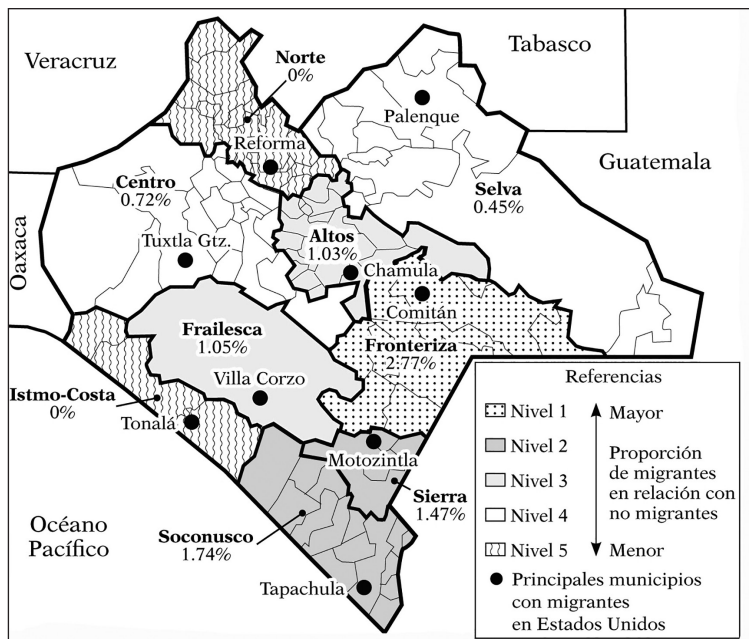 Tabasco
Veracruz
Norte
0%
Palenque
Reforma
Guatemala
Centro
0.72%
Selva
0.45%
Altos
1.03%
Tuxtla Gtz.
Chamula
Oaxaca
Comitán
Frailesca
1.05%
Fronteriza
2.77%
Villa Corzo
Istmo-Costa
0%
Tonalá
Motozintla
Sierra
1.47%
Océano
Pacífico
Soconusco
1.74%
Tapachula
Referencias
Nivel 1
Nivel 2
Nivel 3
Nivel 4
Nivel 5
Mayor
Proporción
de migrantes
en relación con
no migrantes
Menor
Principales municipios
con migrantes
en Estados Unidos